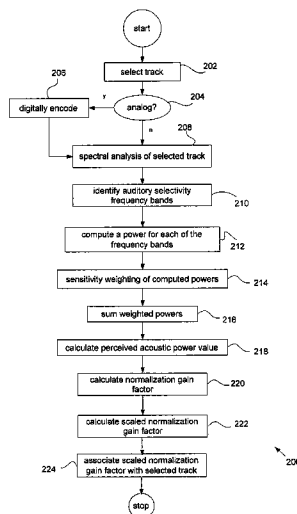 start
select track
202
206
y
analog?
204
digitally encode
n
208
spectral analysis of selected track
identify auditory selectivity
frequency bands
210
compute a power for each of the
frequency bands
212
sensitivity weighting of computed powers
214
sum weighted powers
216
calculate perceived acoustic power value
218
calculate normalization gain
factor
220
calculate scaled normalization
gain factor
222
224
associate scaled normalization
gain factor with selected track
200
stop